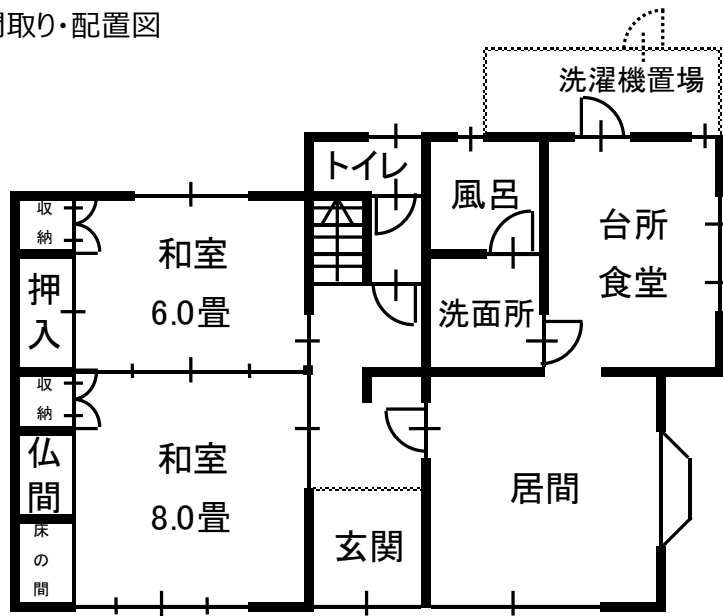 間取り・配置図
洗濯機置場
トイレ
風呂
台所
食堂
収
納
和室
6.0畳
押
入
洗面所
収
納
仏
間
和室
8.0畳
居間
床
の
間
玄関